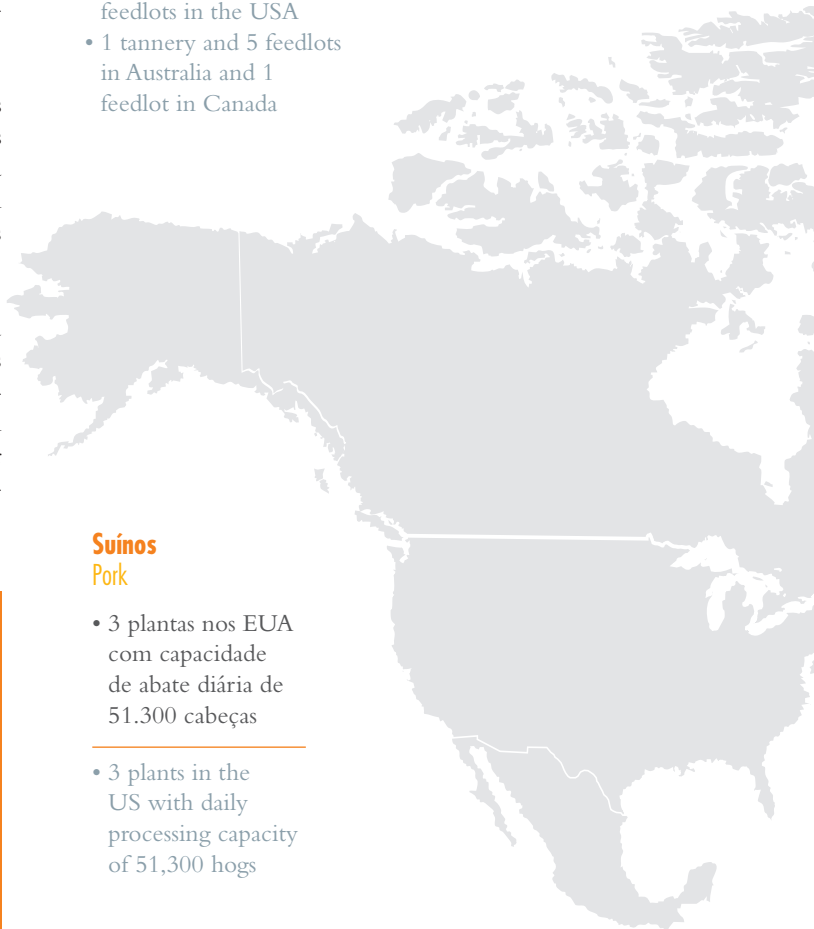 feedlots in the USA
• 1 tannery and 5 feedlots
in Australia and 1
feedlot in Canada
Suínos
Pork
• 3 plantas nos EUA
com capacidade
de abate diária de
51.300 cabeças
• 3 plants in the
US with daily
processing capacity
of 51,300 hogs